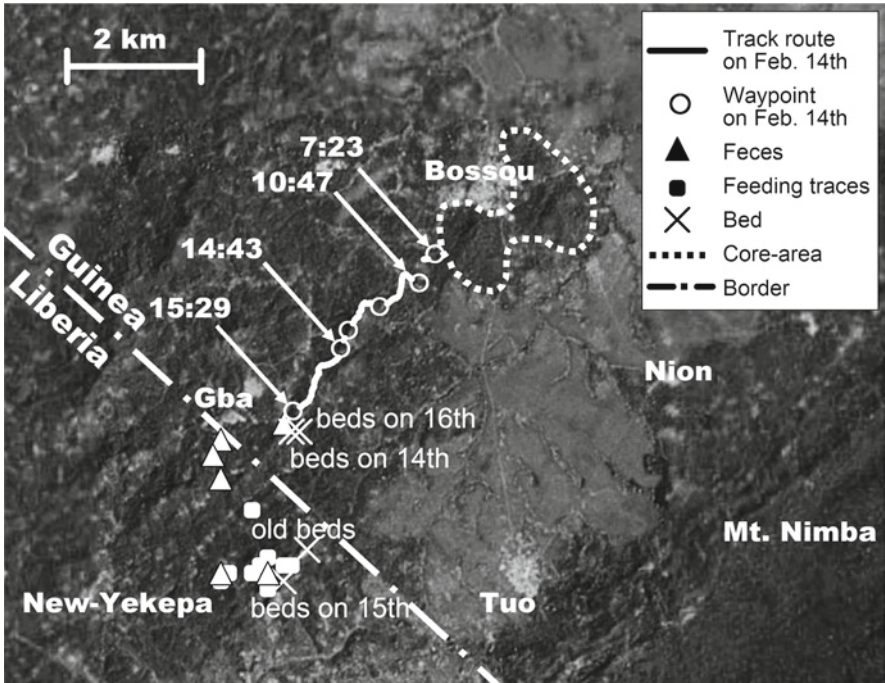 2 km
Track route
on Feb. 14th
Waypoint
on Feb. 14th
Feces
Feeding traces
Bed
Core-area
Border
7:23
Bossou
10:47
14:43
Guinea
Liberia
15:29
Nion
Gba
beds on 16th
beds on 14th
old beds
Mt. Nimba
New-Yekepa
beds on 15th
Tuo